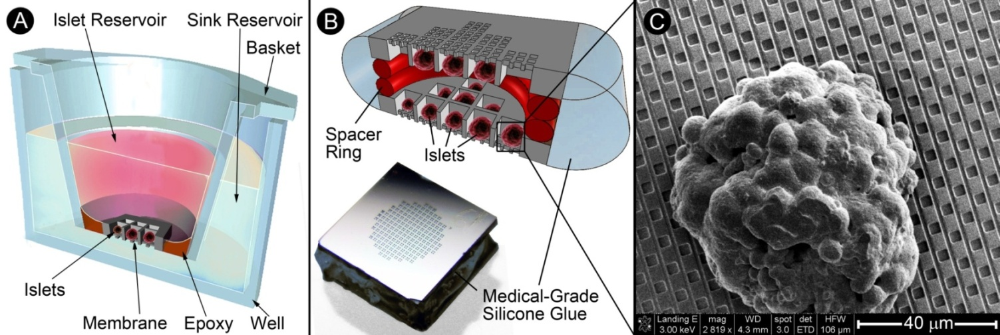 A
Islet Reservoir
Sink Reservoir
Basket
Islets
Membrane
Epoxy
Well
B
Spacer
Ring
Islets
Medical-Grade
Silicone Glue
C
Landing E mag WD spot det HFW
3.00 keV 2 819 x 4.3 mm 3.0 ETD 106 µm
40 µm